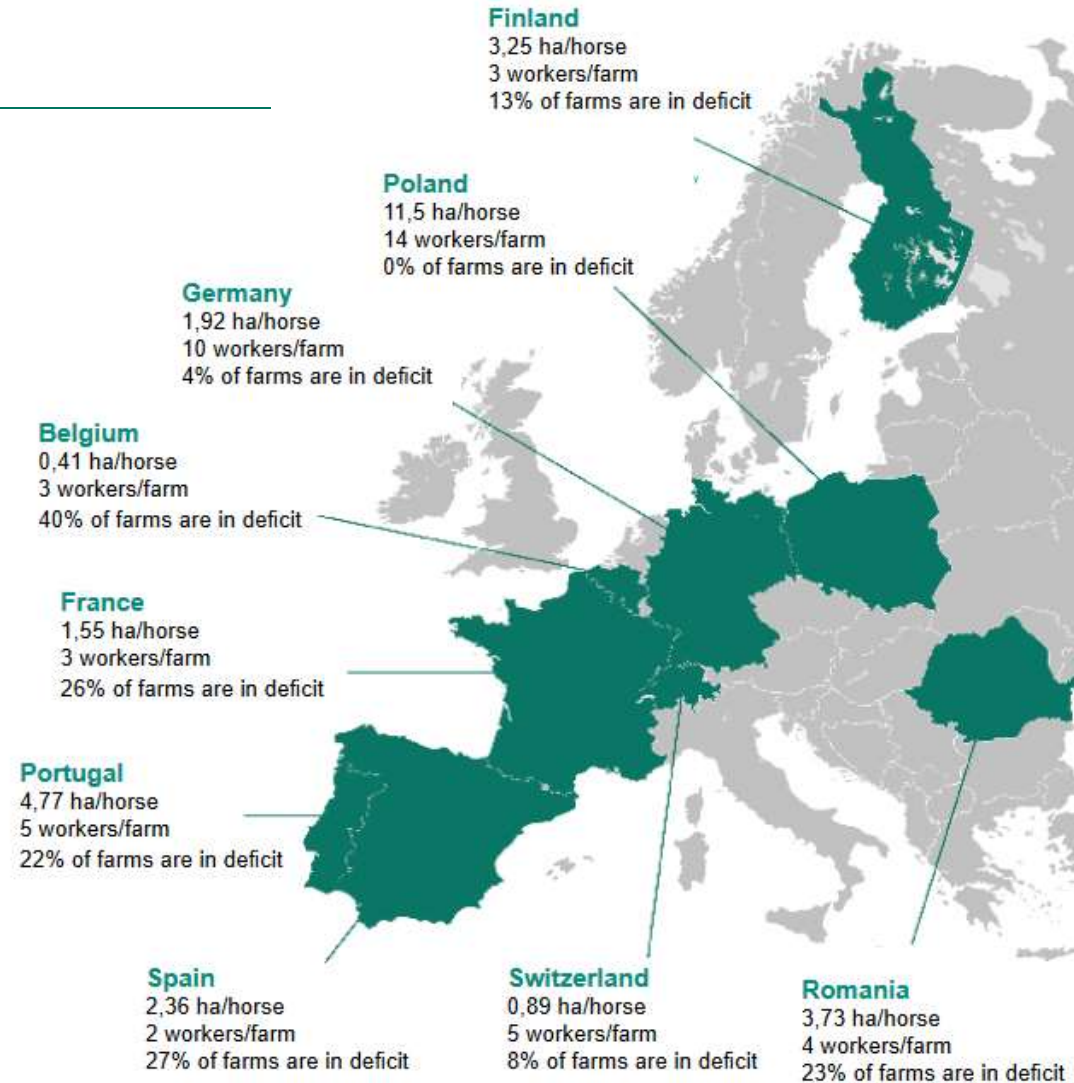 Finland
3,25 ha/horse
3 workers/farm
13% of farms are in deficit
Poland
11,5 ha/horse
14 workers/farm
0% of farms are in deficit
Germany
1,92 ha/horse
10 workers/farm
4% of farms are in deficit
Belgium
0,41 ha/horse
3 workers/farm
40% of farms are in deficit
France
1,55 ha/horse
3 workers/farm
26% of farms are in deficit
Portugal
4,77 ha/horse
5 workers/farm
22% of farms are in deficit
Spain
2,36 ha/horse
2 workers/farm
27% of farms are in deficit
Switzerland
0,89 ha/horse
5 workers/farm
8% of farms are in deficit
Romania
3,73 ha/horse
4 workers/farm
23% of farms are in deficit